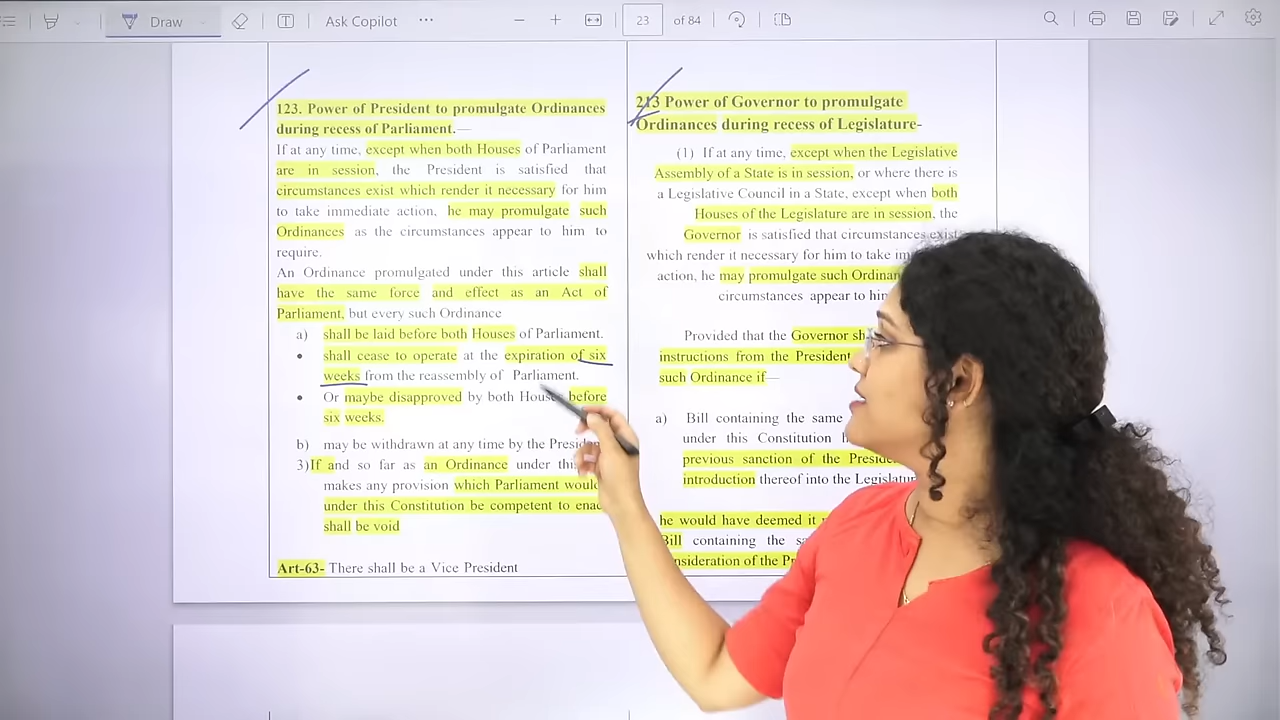 Draw
Ask Copilot
23 of 84
123. Power of President to promulgate Ordinances
during recess of Parliament.—
If at any time, except when both Houses of Parliament
are in session, the President is satisfied that
circumstances exist which render it necessary for him
to take immediate action, he may promulgate such
Ordinances as the circumstances appear to him to
require.
An Ordinance promulgated under this article shall
have the same force and effect as an Act of
Parliament, but every such Ordinance
a) shall be laid before both Houses of Parliament.
• shall cease to operate at the expiration of six
weeks from the reassembly of Parliament.
• Or maybe disapproved by both House before
six weeks.
b) may be withdrawn at any time by the Presiden
3)If and so far as an Ordinance under
makes any provision which Parliament would
under this Constitution be competent to enac
shall be void
Art-63- There shall be a Vice President
213 Power of Governor to promulgate
Ordinances during recess of Legislature-
(1) If at any time, except when the Legislative
Assembly of a State is in session, or where there is
a Legislative Council in a State, except when both
Houses of the Legislature are in session, the
Governor is satisfied that circumstances exist
which render it necessary for him to take
action, he may promulgate such
circumstances appear to
Provided that the Governor
instructions from the President
such Ordinance if—
a) Bill containing the same
under this Constitution
previous sanction of the
introduction thereof into the
he would have deemed it
Bill containing the
of the